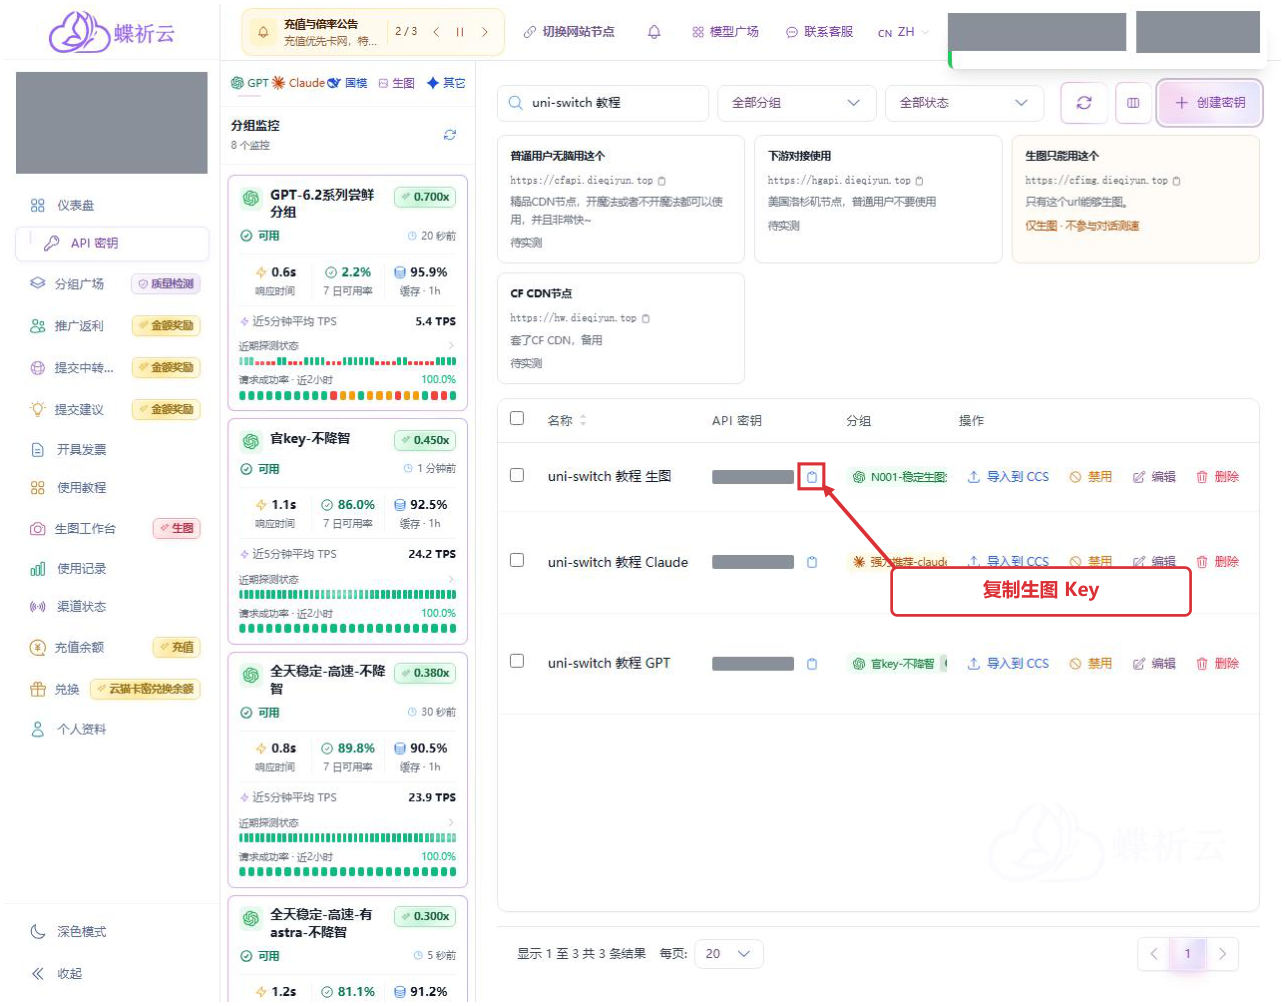 蝶祈云
充值与倍率公告
充值优先卡网，特...
2 / 3
切换网站节点
模型广场
联系客服
CN ZH
仪表盘
API 密钥
分组广场
质量检测
推广返利
金额奖励
提交中转...
金额奖励
提交建议
金额奖励
开具发票
使用教程
生图工作台
生图
使用记录
渠道状态
充值余额
充值
兑换
云猫卡密兑换余额
个人资料
深色模式
收起
GPT
Claude
国模
生图
其它
分组监控
8 个监控
GPT-6.2系列尝鲜
分组
0.700x
可用
20 秒前
0.6s
2.2%
95.9%
响应时间
7 日可用率
缓存 · 1h
近5分钟平均 TPS
5.4 TPS
近期探测状态
请求成功率 · 近2小时
100.0%
官key-不降智
0.450x
可用
1 分钟前
1.1s
86.0%
92.5%
响应时间
7 日可用率
缓存 · 1h
近5分钟平均 TPS
24.2 TPS
近期探测状态
请求成功率 · 近2小时
100.0%
全天稳定-高速-不降
智
0.380x
可用
30 秒前
0.8s
89.8%
90.5%
响应时间
7 日可用率
缓存 · 1h
近5分钟平均 TPS
23.9 TPS
近期探测状态
请求成功率 · 近2小时
100.0%
全天稳定-高速-有
astra-不降智
0.300x
可用
5 秒前
1.2s
81.1%
91.2%
uni-switch 教程
全部分组
全部状态
创建密钥
普通用户无脑用这个
https://cfapi.dieqiyun.top
精品CDN节点，开魔法或者不开魔法都可以使
用，并且非常快~
待实测
下游对接使用
https://hgapi.dieqiyun.top
美国洛杉矶节点，普通用户不要使用
待实测
生图只能用这个
https://cfimg.dieqiyun.top
只有这个url能够生图。
仅生图 · 不参与对话测速
CF CDN节点
https://hw.dieqiyun.top
套了CF CDN，备用
待实测
名称
API 密钥
分组
操作
uni-switch 教程 生图
N001-稳定生图
导入到 CCS
禁用
编辑
删除
uni-switch 教程 Claude
强力推荐-claude
导入到 CCS
禁用
编辑
删除
复制生图 Key
uni-switch 教程 GPT
官key-不降智
导入到 CCS
禁用
编辑
删除
蝶祈云
显示 1 至 3 共 3 条结果
每页:
20
1